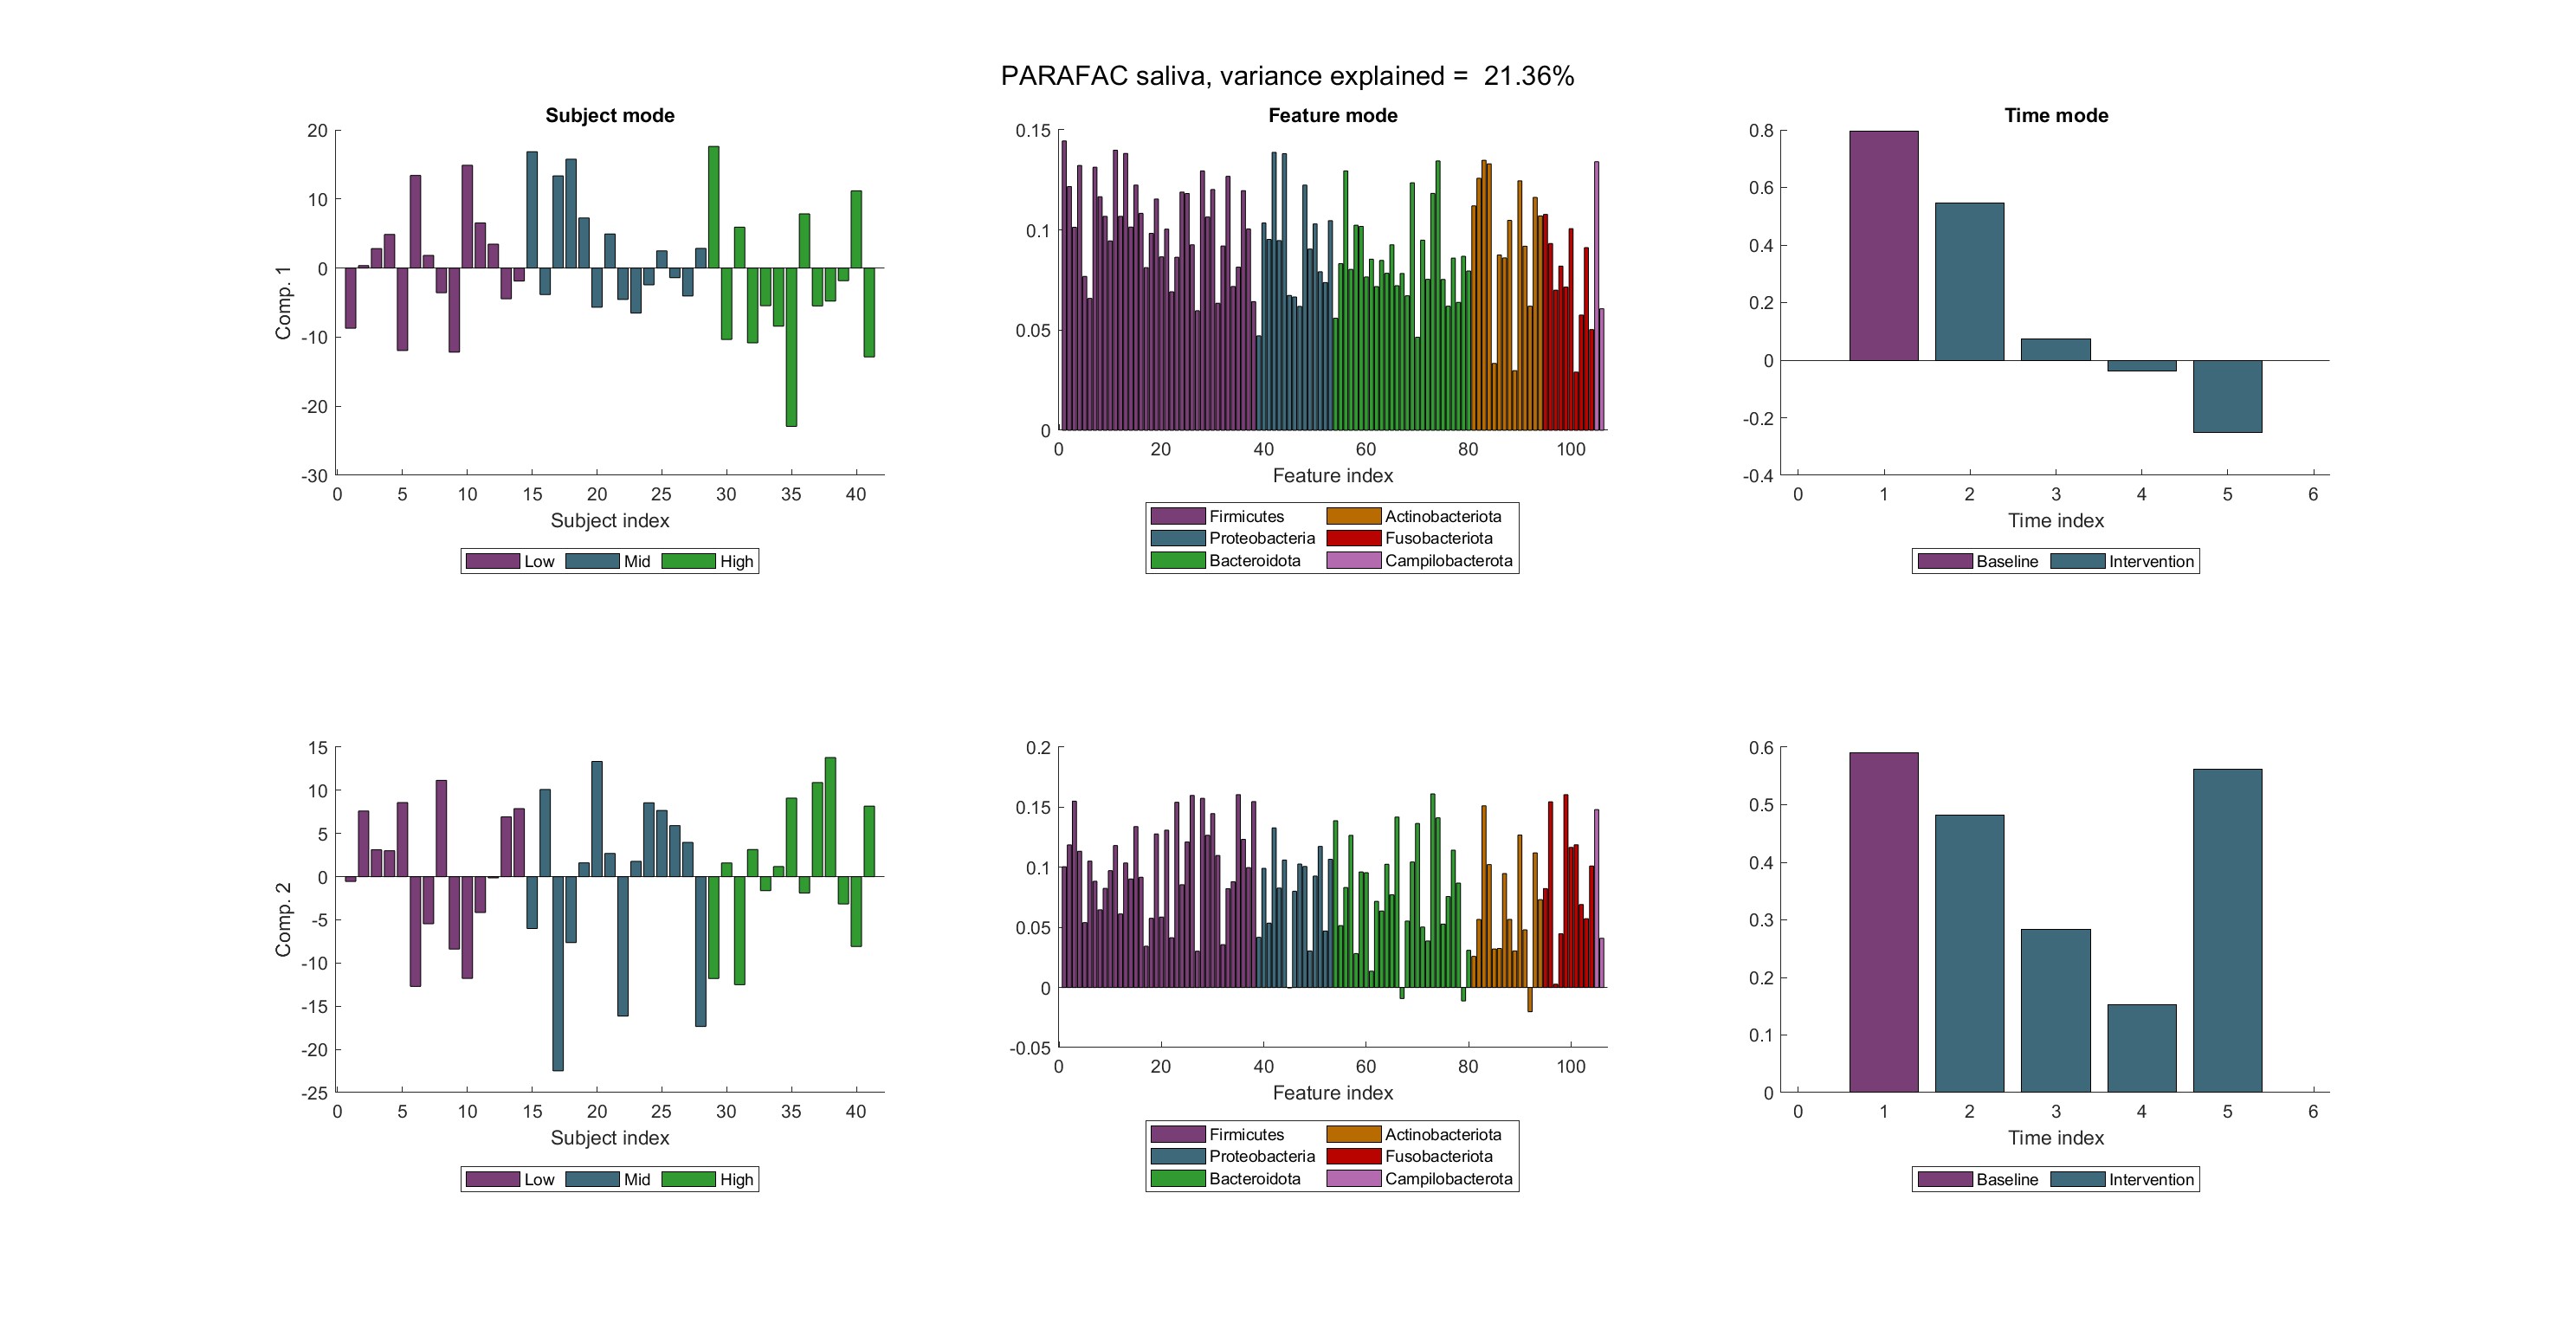 PARAFAC saliva, variance explained = 21.36%
Subject mode
20
10
0
-10
-20
-30
Comp. 1
0 5 10 15 20 25 30 35 40
Subject index
Low Mid High
Feature mode
0.15
0.1
0.05
0
0 20 40 60 80 100
Feature index
Firmicutes Actinobacteriota
Proteobacteria Fusobacteriota
Bacteroidota Campilobacterota
Time mode
0.8
0.6
0.4
0.2
0
-0.2
-0.4
0 1 2 3 4 5 6
Time index
Baseline Intervention
15
10
5
0
-5
-10
-15
-20
-25
Comp. 2
0 5 10 15 20 25 30 35 40
Subject index
Low Mid High
0.2
0.15
0.1
0.05
0
-0.05
0 20 40 60 80 100
Feature index
Firmicutes Actinobacteriota
Proteobacteria Fusobacteriota
Bacteroidota Campilobacterota
0.6
0.5
0.4
0.3
0.2
0.1
0
0 1 2 3 4 5 6
Time index
Baseline Intervention